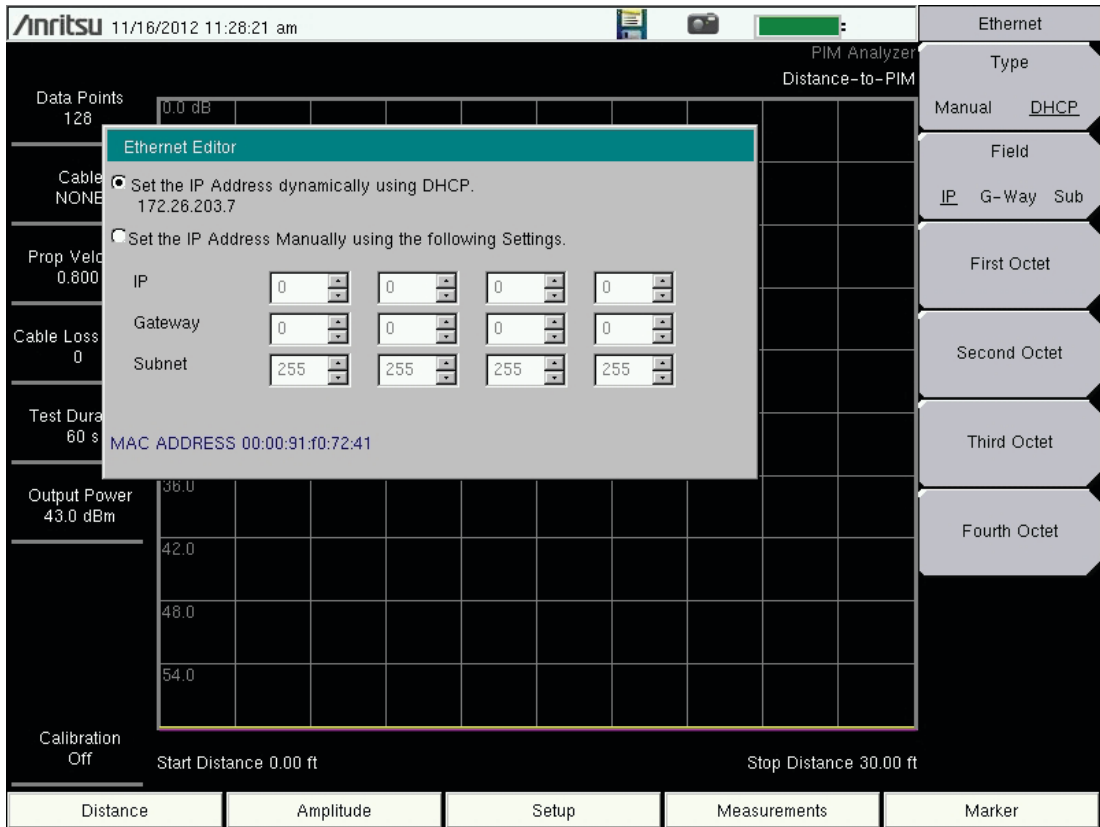 Anritsu 11/16/2012 11:28:21 am
Ethernet
PIM Analyzer
Distance-to-PIM
Type
Manual DHCP
Field
IP G-Way Sub
First Octet
Second Octet
Third Octet
Fourth Octet
Data Points
128
Cable
NONE
Prop Velo
0.800
Cable Loss
0
Test Dura
60 s
Output Power
43.0 dBm
Calibration
Off
0.0 dB
Ethernet Editor
Set the IP Address dynamically using DHCP.
172.26.203.7
Set the IP Address Manually using the following Settings.
IP 0 0 0 0
Gateway 0 0 0 0
Subnet 255 255 255 255
MAC ADDRESS 00:00:91:f0:72:41
36.0
42.0
48.0
54.0
Start Distance 0.00 ft Stop Distance 30.00 ft
Distance Amplitude Setup Measurements Marker